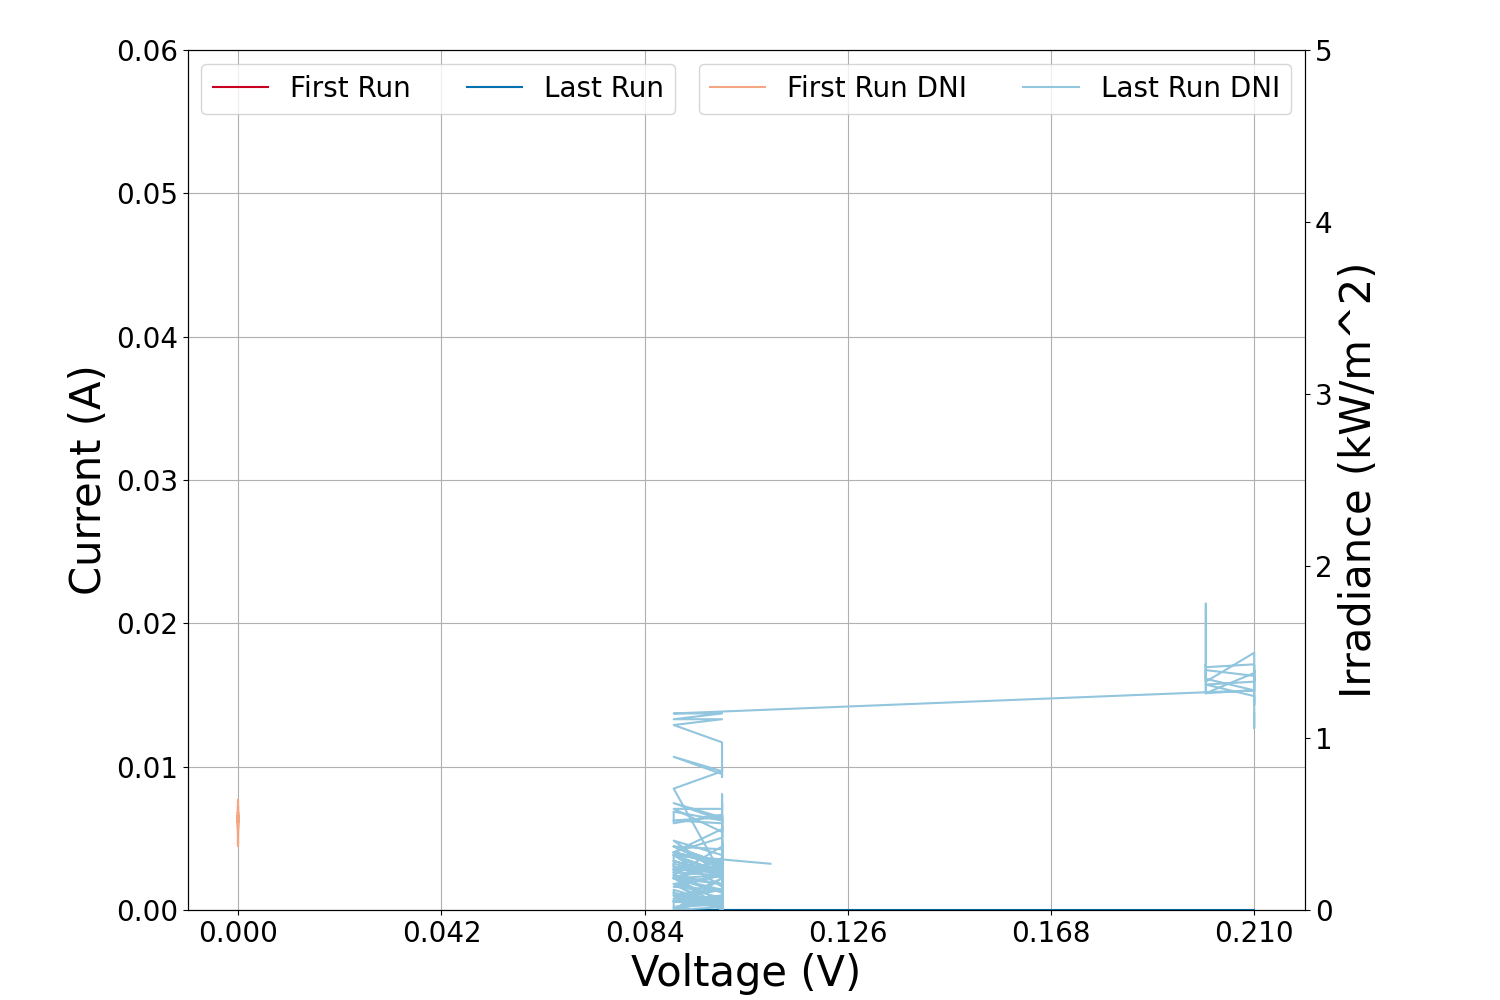 First Run
Last Run
First Run DNI
Last Run DNI
0.06
0.05
0.04
0.03
0.02
0.01
0.00
Current (A)
0.000
0.042
0.084
0.126
0.168
0.210
Voltage (V)
5
4
3
2
1
0
Irradiance (kW/m^2)